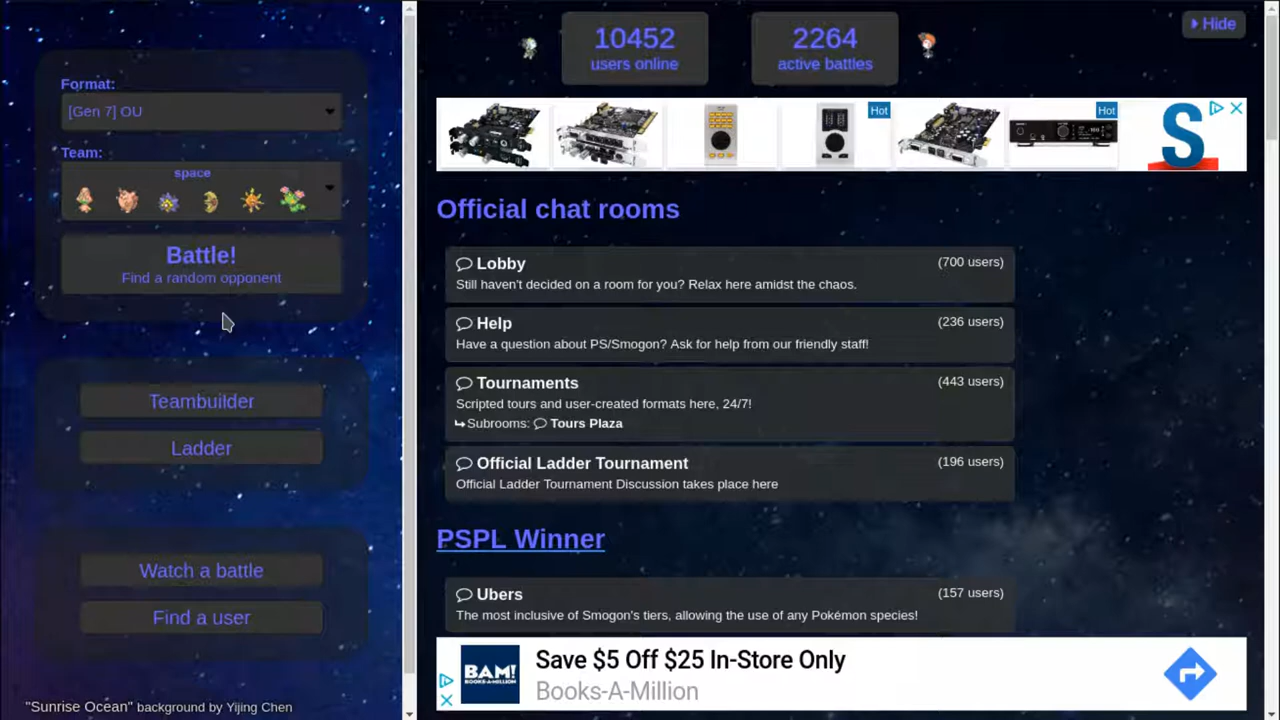 Format:
[Gen 7] OU
Team:
space
Battle!
Find a random opponent
Teambuilder
Ladder
Watch a battle
Find a user
"Sunrise Ocean" background by Yijing Chen
10452
users online
2264
active battles
Hide
Hot
Hot
S
Official chat rooms
Lobby (700 users)
Still haven't decided on a room for you? Relax here amidst the chaos.
Help (236 users)
Have a question about PS/Smogon? Ask for help from our friendly staff!
Tournaments (443 users)
Scripted tours and user-created formats here, 24/7!
Subrooms: Tours Plaza
Official Ladder Tournament (196 users)
Official Ladder Tournament Discussion takes place here
PSPL Winner
Ubers (157 users)
The most inclusive of Smogon's tiers, allowing the use of any Pokémon species!
BAM!
BOOKS·A·MILLION
Save $5 Off $25 In-Store Only
Books-A-Million